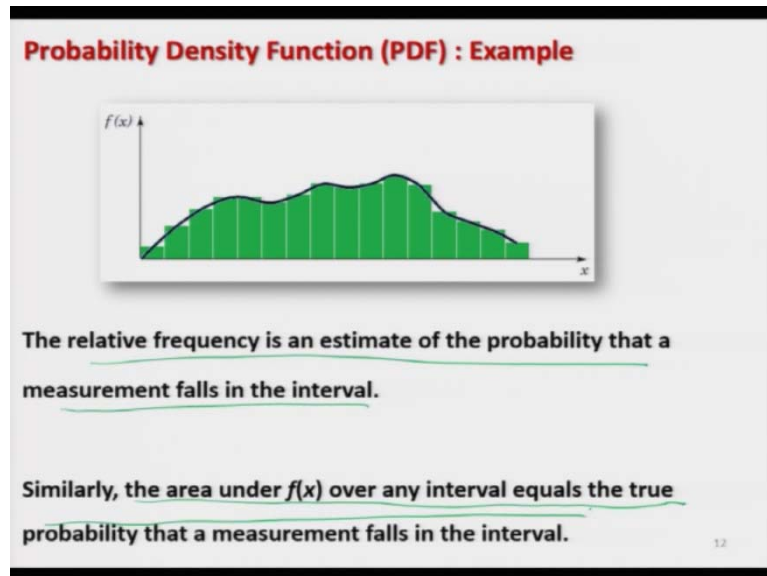 Probability Density Function (PDF) : Example
f(x)
x
The relative frequency is an estimate of the probability that a
measurement falls in the interval.
Similarly, the area under f(x) over any interval equals the true
probability that a measurement falls in the interval.
12